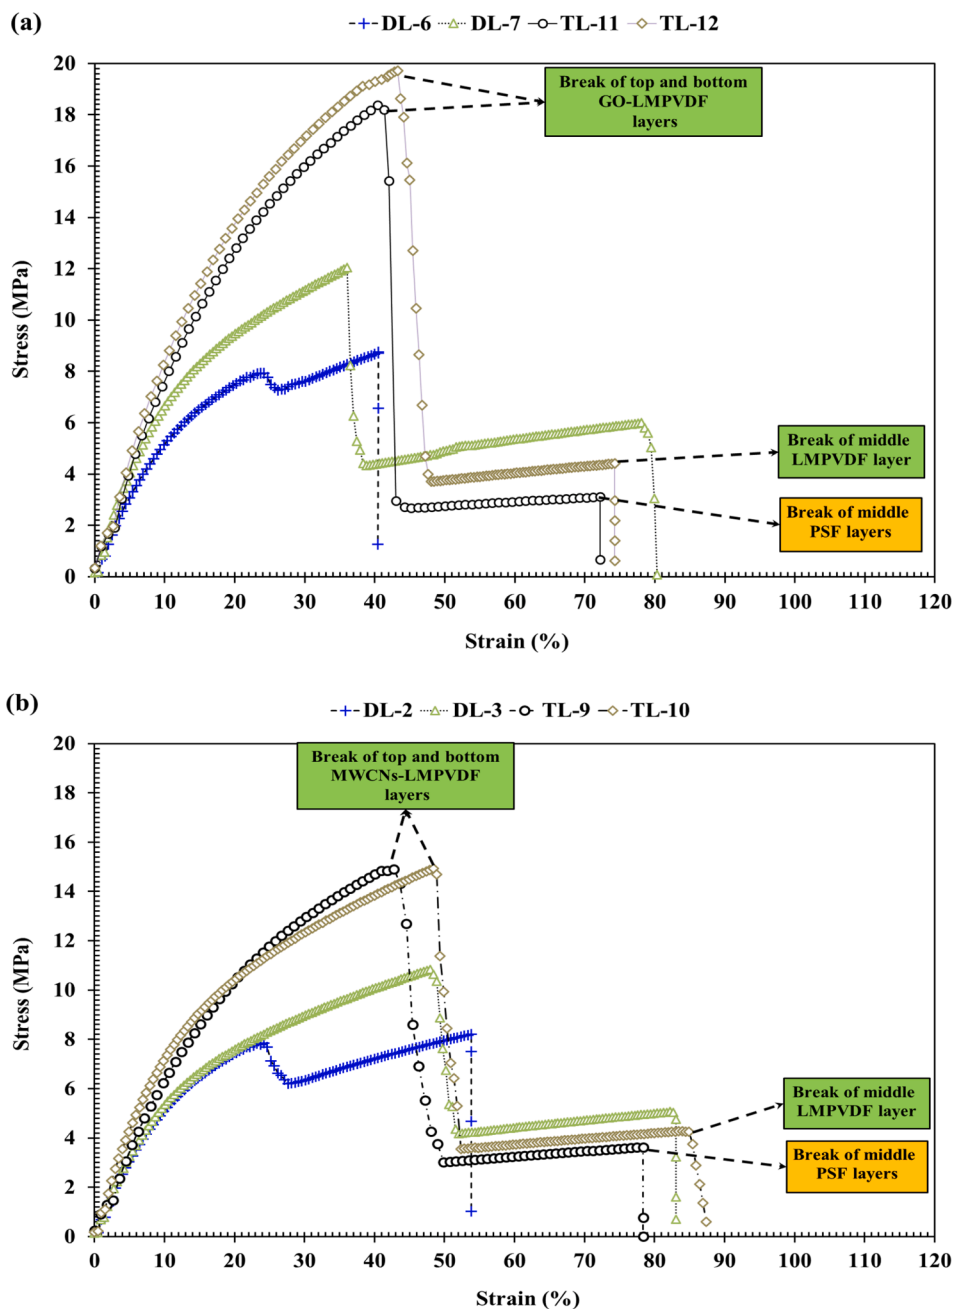 (a)
DL-6 DL-7 TL-11 TL-12
20
18
16
14
12
10
8
6
4
2
0
Stress (MPa)
Break of top and bottom
GO-LMPVDF
layers
Break of middle
LMPVDF layer
Break of middle
PSF layers
0 10 20 30 40 50 60 70 80 90 100 110 120
Strain (%)
(b)
DL-2 DL-3 TL-9 TL-10
20
18
16
14
12
10
8
6
4
2
0
Stress (MPa)
Break of top and bottom
MWCNs-LMPVDF
layers
Break of middle
LMPVDF layer
Break of middle
PSF layers
0 10 20 30 40 50 60 70 80 90 100 110 120
Strain (%)